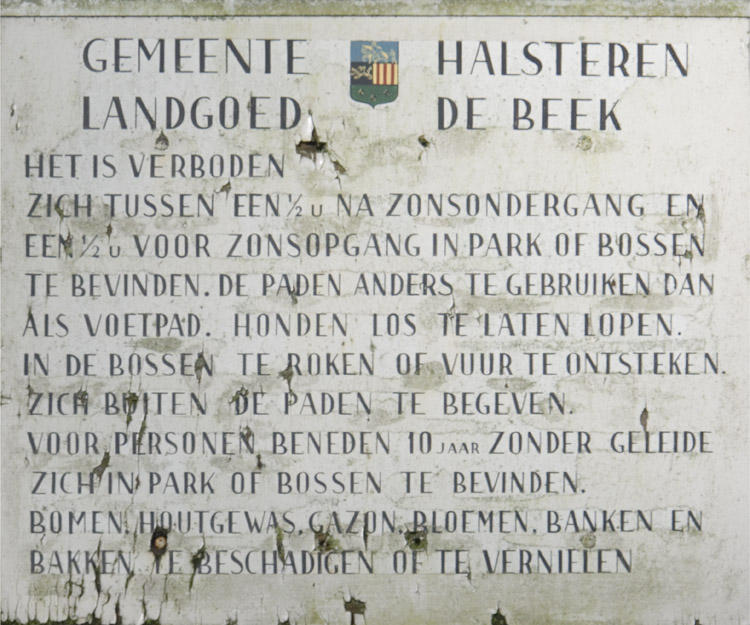 GEMEENTE HALSTEREN
LANDGOED DE BEEK
HET IS VERBODEN
ZICH TUSSEN EEN ½ U NA ZONSONDERGANG EN
EEN ½ U VOOR ZONSOPGANG IN PARK OF BOSSEN
TE BEVINDEN. DE PADEN ANDERS TE GEBRUIKEN DAN
ALS VOETPAD. HONDEN LOS TE LATEN LOPEN.
IN DE BOSSEN TE ROKEN OF VUUR TE ONTSTEKEN.
ZICH BUITEN DE PADEN TE BEGEVEN.
VOOR PERSONEN BENEDEN 10 JAAR ZONDER GELEIDE
ZICH IN PARK OF BOSSEN TE BEVINDEN.
BOMEN, HOUTGEWAS, GAZON, BLOEMEN, BANKEN EN
BAKKEN TE BESCHADIGEN OF TE VERNIELEN